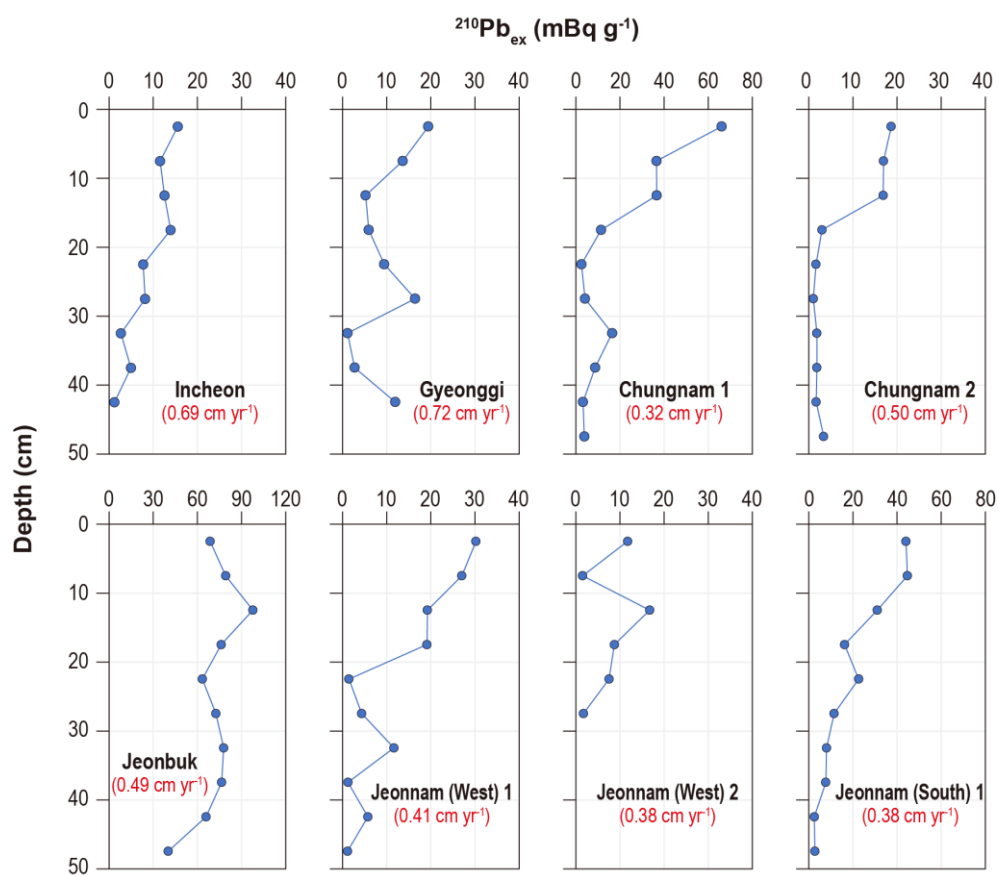 ²¹⁰Pbₑₓ (mBq g⁻¹)
0 10 20 30 40
0 10 20 30 40
0 20 40 60 80
0 10 20 30 40
0
10
20
30
40
50
Incheon
(0.69 cm yr⁻¹)
Gyeonggi
(0.72 cm yr⁻¹)
Chungnam 1
(0.32 cm yr⁻¹)
Chungnam 2
(0.50 cm yr⁻¹)
Depth (cm)
0 30 60 90 120
0 10 20 30 40
0 10 20 30 40
0 20 40 60 80
0
10
20
30
40
50
Jeonbuk
(0.49 cm yr⁻¹)
Jeonnam (West) 1
(0.41 cm yr⁻¹)
Jeonnam (West) 2
(0.38 cm yr⁻¹)
Jeonnam (South) 1
(0.38 cm yr⁻¹)